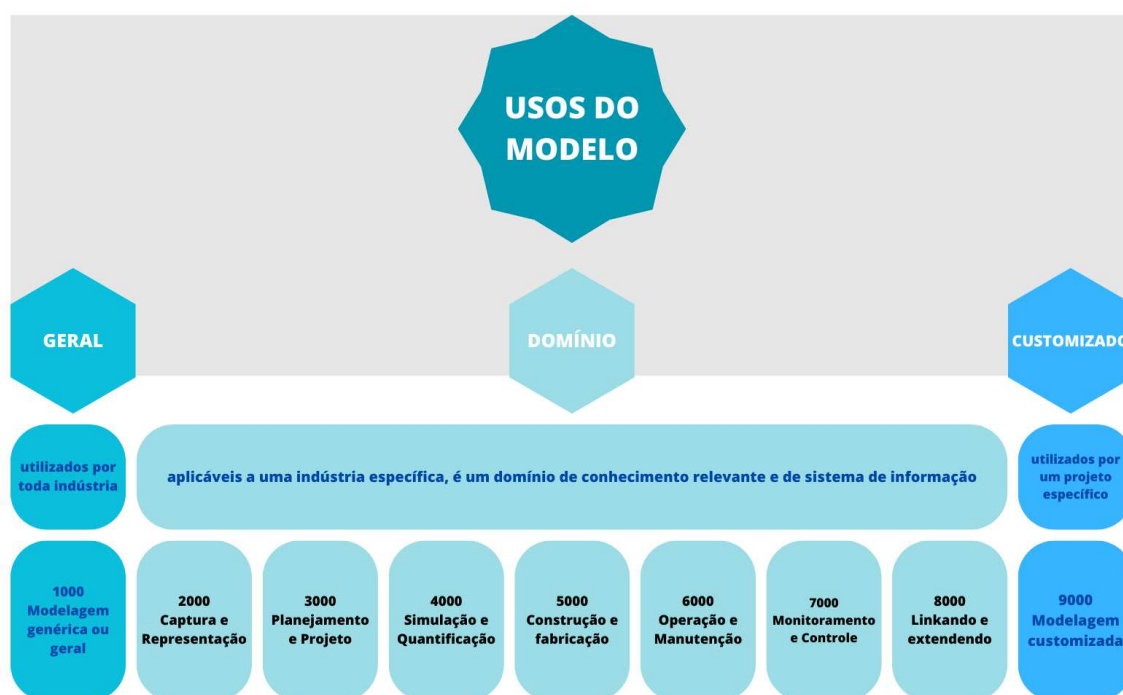 USOS DO
MODELO
GERAL
DOMÍNIO
CUSTOMIZADO
utilizados por
toda indústria
aplicáveis a uma indústria específica, é um domínio de conhecimento relevante e de sistema de informação
utilizados por
um projeto
específico
1000
Modelagem
genérica ou
geral
2000
Captura e
Representação
3000
Planejamento
e Projeto
4000
Simulação e
Quantificação
5000
Construção e
fabricação
6000
Operação e
Manutenção
7000
Monitoramento
e Controle
8000
Linkando e
extendendo
9000
Modelagem
customizada